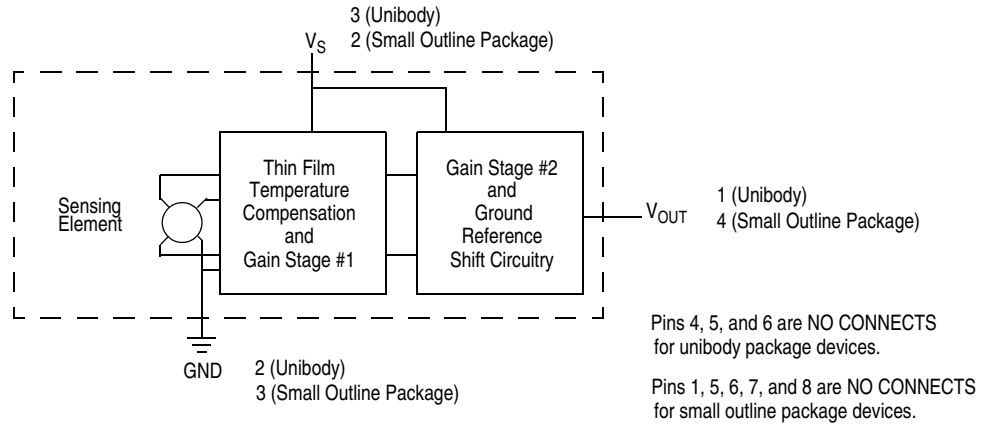 3 (Unibody)
V_S
2 (Small Outline Package)
Thin Film
Temperature
Compensation
and
Gain Stage #1
Gain Stage #2
and
Ground
Reference
Shift Circuitry
Sensing
Element
V_OUT
1 (Unibody)
4 (Small Outline Package)
GND
2 (Unibody)
3 (Small Outline Package)
Pins 4, 5, and 6 are NO CONNECTS
for unibody package devices.
Pins 1, 5, 6, 7, and 8 are NO CONNECTS
for small outline package devices.